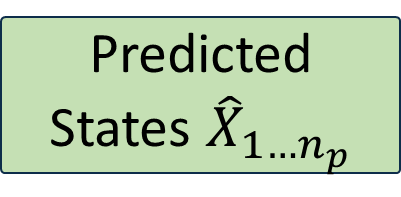 Predicted
States X̂₁…ₙₚ